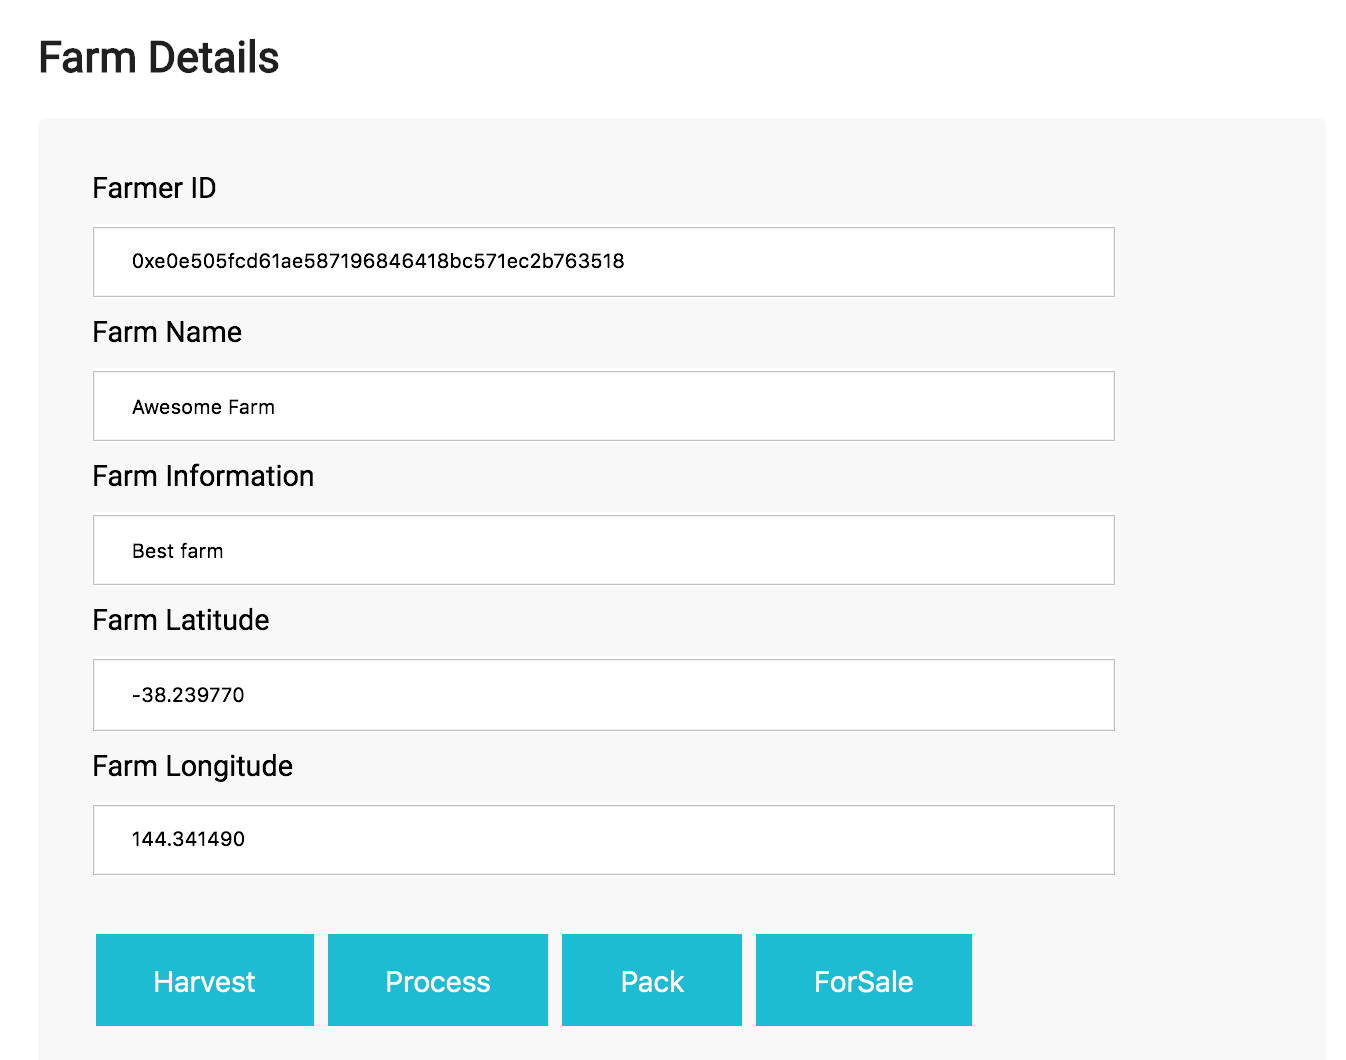 Farm Details
Farmer ID
0xe0e505fcd61ae587196846418bc571ec2b763518
Farm Name
Awesome Farm
Farm Information
Best farm
Farm Latitude
-38.239770
Farm Longitude
144.341490
Harvest Process Pack ForSale